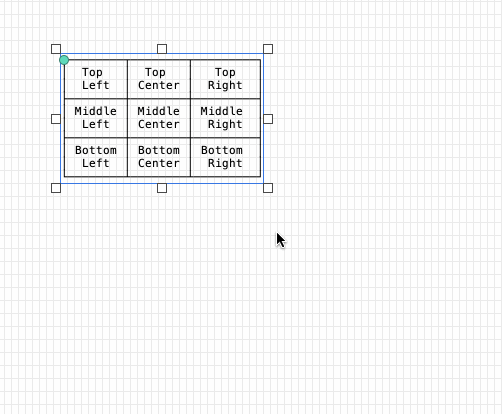 Top Left
Top Center
Top Right
Middle Left
Middle Center
Middle Right
Bottom Left
Bottom Center
Bottom Right